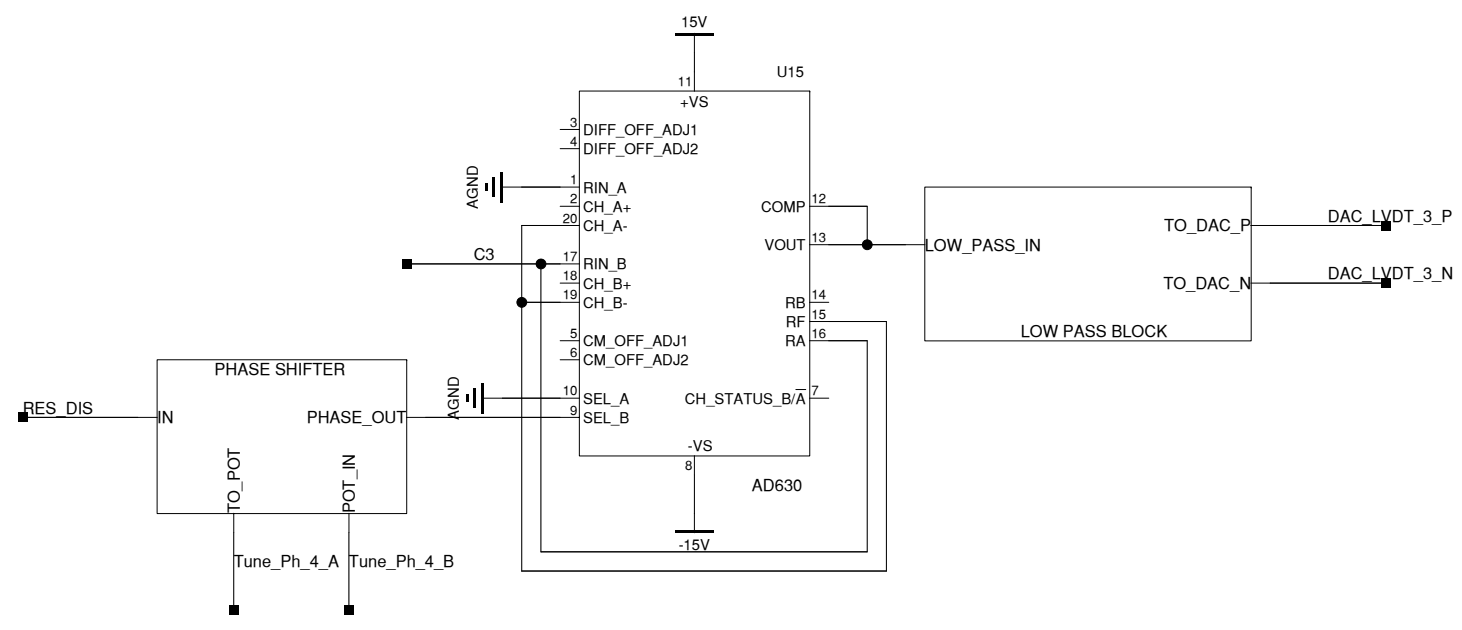 15V
U15
11
+VS
3 DIFF_OFF_ADJ1
4 DIFF_OFF_ADJ2
AGND
1 RIN_A
2 CH_A+
20 CH_A-
C3
17 RIN_B
18 CH_B+
19 CH_B-
5 CM_OFF_ADJ1
6 CM_OFF_ADJ2
AGND
10 SEL_A
9 SEL_B
COMP 12
VOUT 13
RB 14
RF 15
RA 16
CH_STATUS_B/A 7
-VS
8
AD630
-15V
LOW_PASS_IN
TO_DAC_P
TO_DAC_N
LOW PASS BLOCK
DAC_LVDT_3_P
DAC_LVDT_3_N
PHASE SHIFTER
RES_DIS
IN
PHASE_OUT
TO_POT
POT_IN
Tune_Ph_4_A
Tune_Ph_4_B